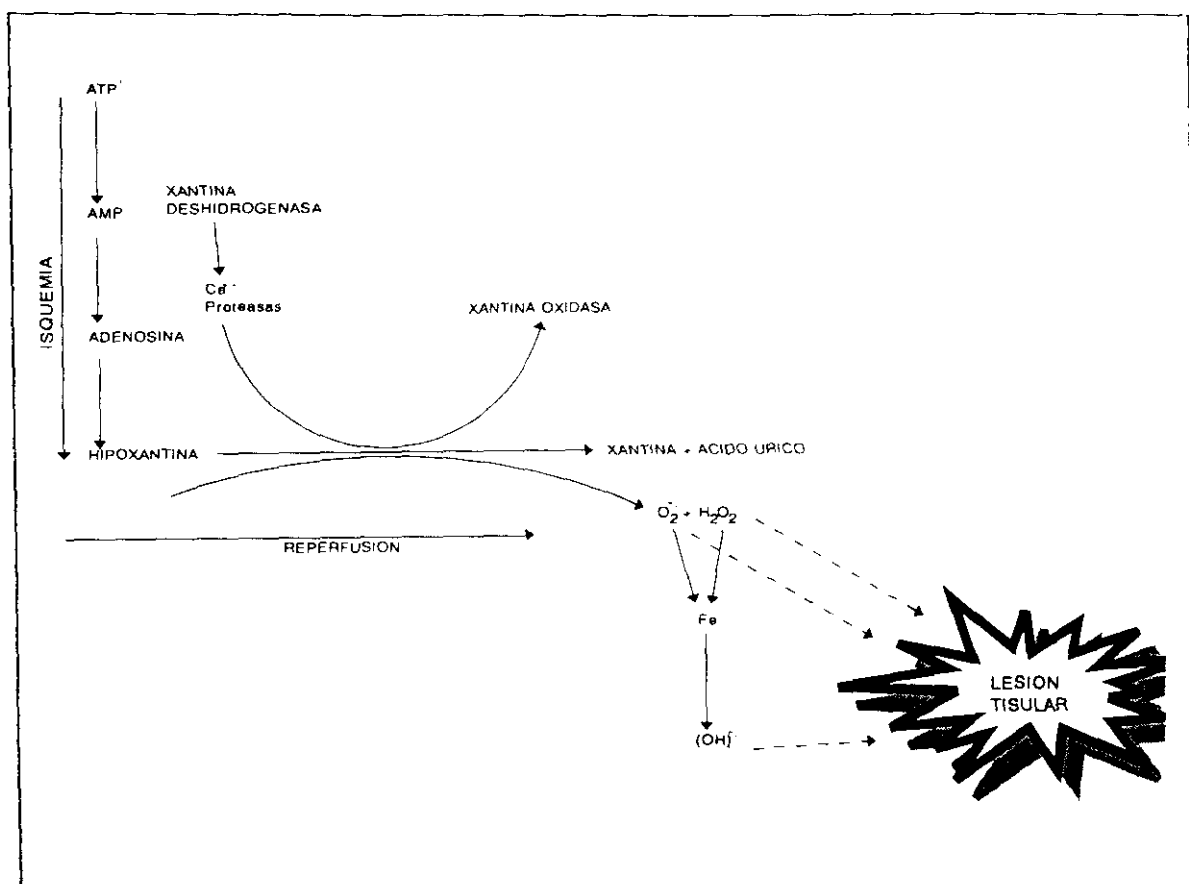 ATP
AMP
ADENOSINA
HIPOXANTINA
ISQUEMIA
XANTINA
DESHIDROGENASA
Proteasas
XANTINA OXIDASA
XANTINA + ACIDO URICO
REPERFUSION
O2 + H2O2
Fe
(OH)
LESION
TISULAR